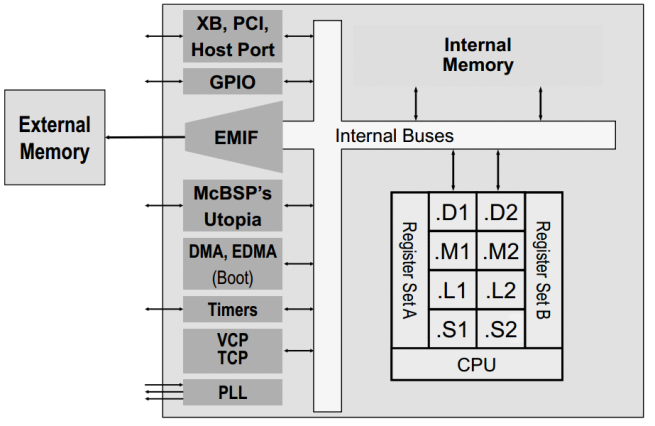 XB, PCI,
Host Port
GPIO
External
Memory
EMIF
McBSP's
Utopia
DMA, EDMA
(Boot)
Timers
VCP
TCP
PLL
Internal
Memory
Internal Buses
Register Set A
.D1
.D2
.M1
.M2
.L1
.L2
.S1
.S2
Register Set B
CPU